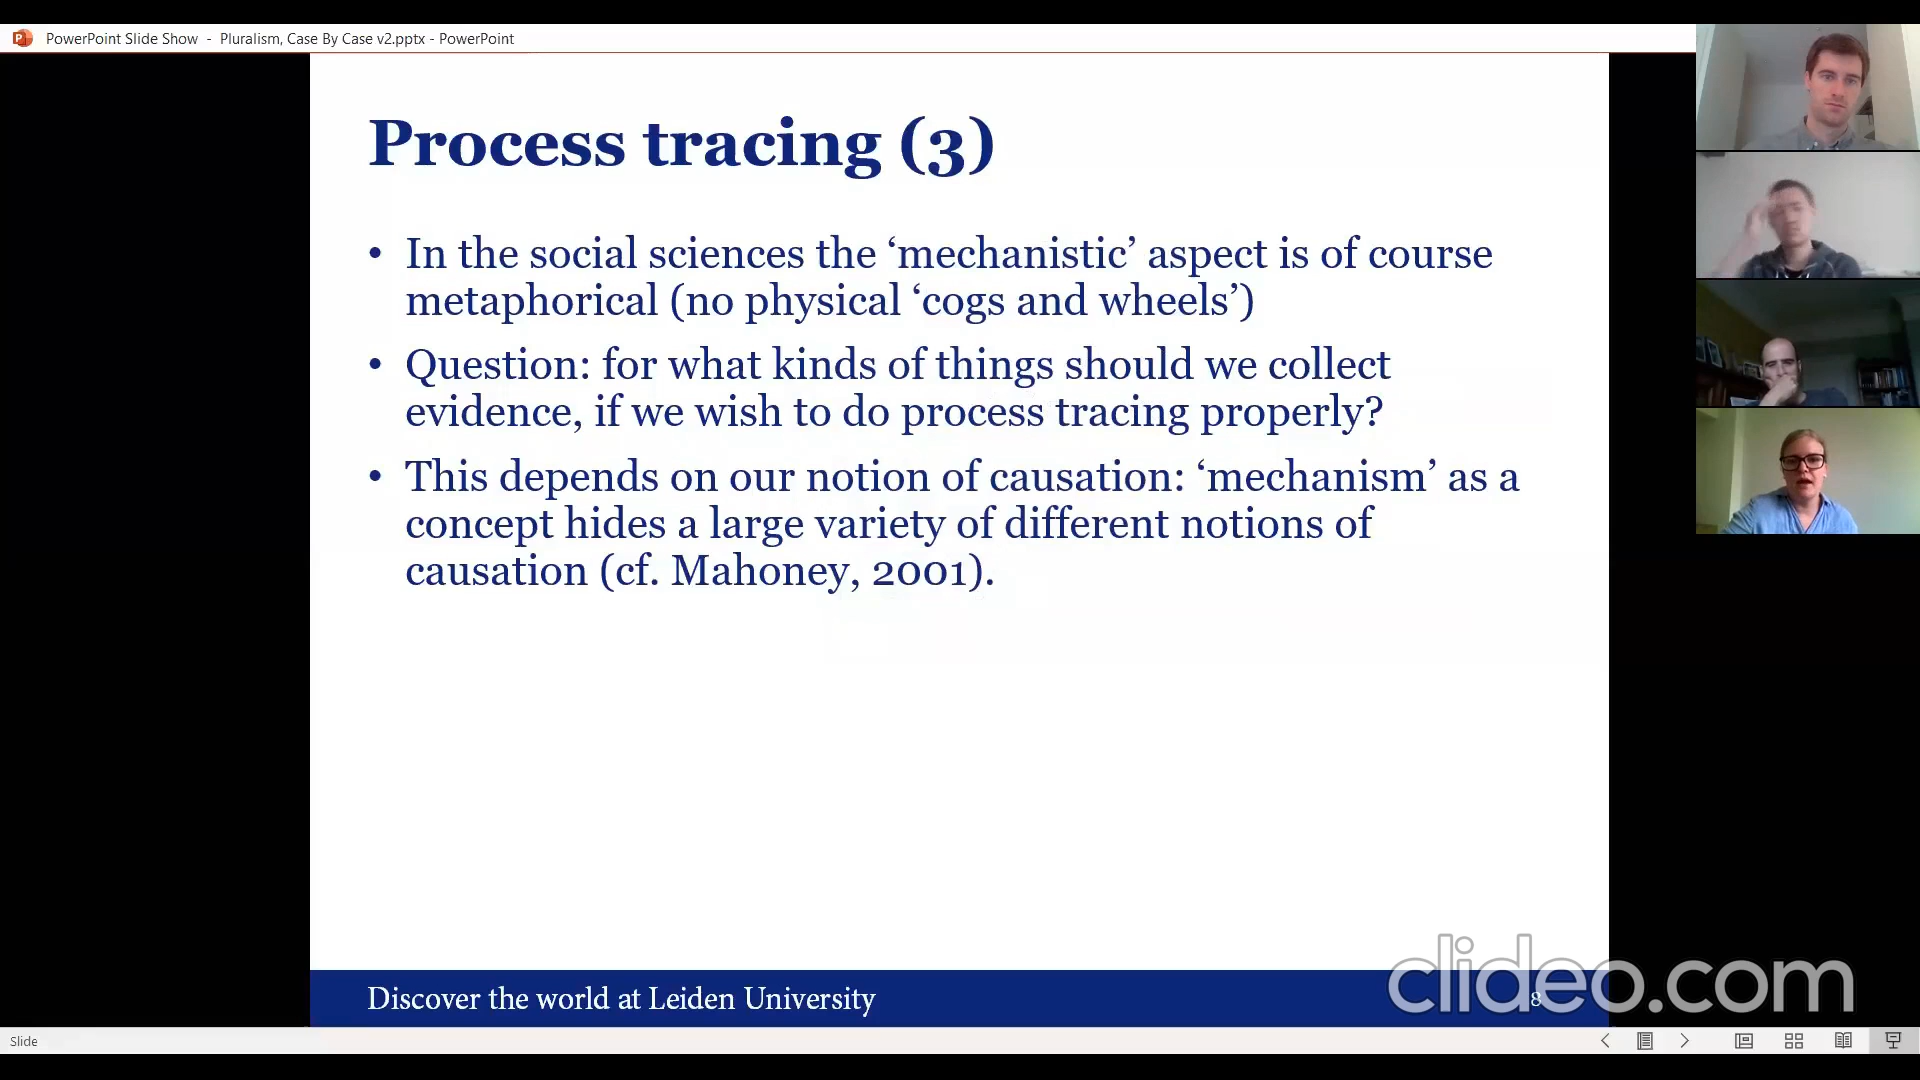 PowerPoint Slide Show - Pluralism, Case By Case v2.pptx - PowerPoint
Process tracing (3)
• In the social sciences the ‘mechanistic’ aspect is of course
metaphorical (no physical ‘cogs and wheels’)
• Question: for what kinds of things should we collect
evidence, if we wish to do process tracing properly?
• This depends on our notion of causation: ‘mechanism’ as a
concept hides a large variety of different notions of
causation (cf. Mahoney, 2001).
Discover the world at Leiden University
8
clideo.com
Slide